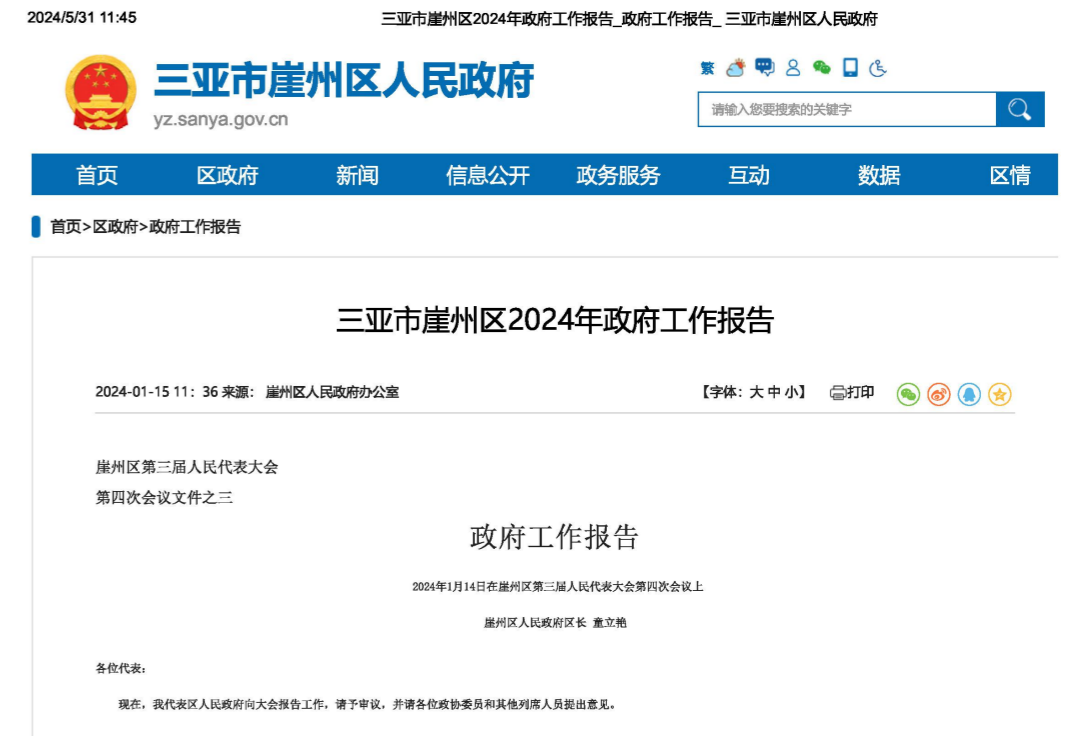 2024/5/31 11:45
三亚市崖州区2024年政府工作报告_政府工作报告_ 三亚市崖州区人民政府
三亚市崖州区人民政府
yz.sanya.gov.cn
繁
请输入您要搜索的关键字
首页 区政府 新闻 信息公开 政务服务 互动 数据 区情
首页>区政府>政府工作报告
三亚市崖州区2024年政府工作报告
2024-01-15 11：36 来源： 崖州区人民政府办公室
【字体：大 中 小】 打印
崖州区第三届人民代表大会
第四次会议文件之三
政府工作报告
2024年1月14日在崖州区第三届人民代表大会第四次会议上
崖州区人民政府区长 童立艳
各位代表：
现在，我代表区人民政府向大会报告工作，请予审议，并请各位政协委员和其他列席人员提出意见。